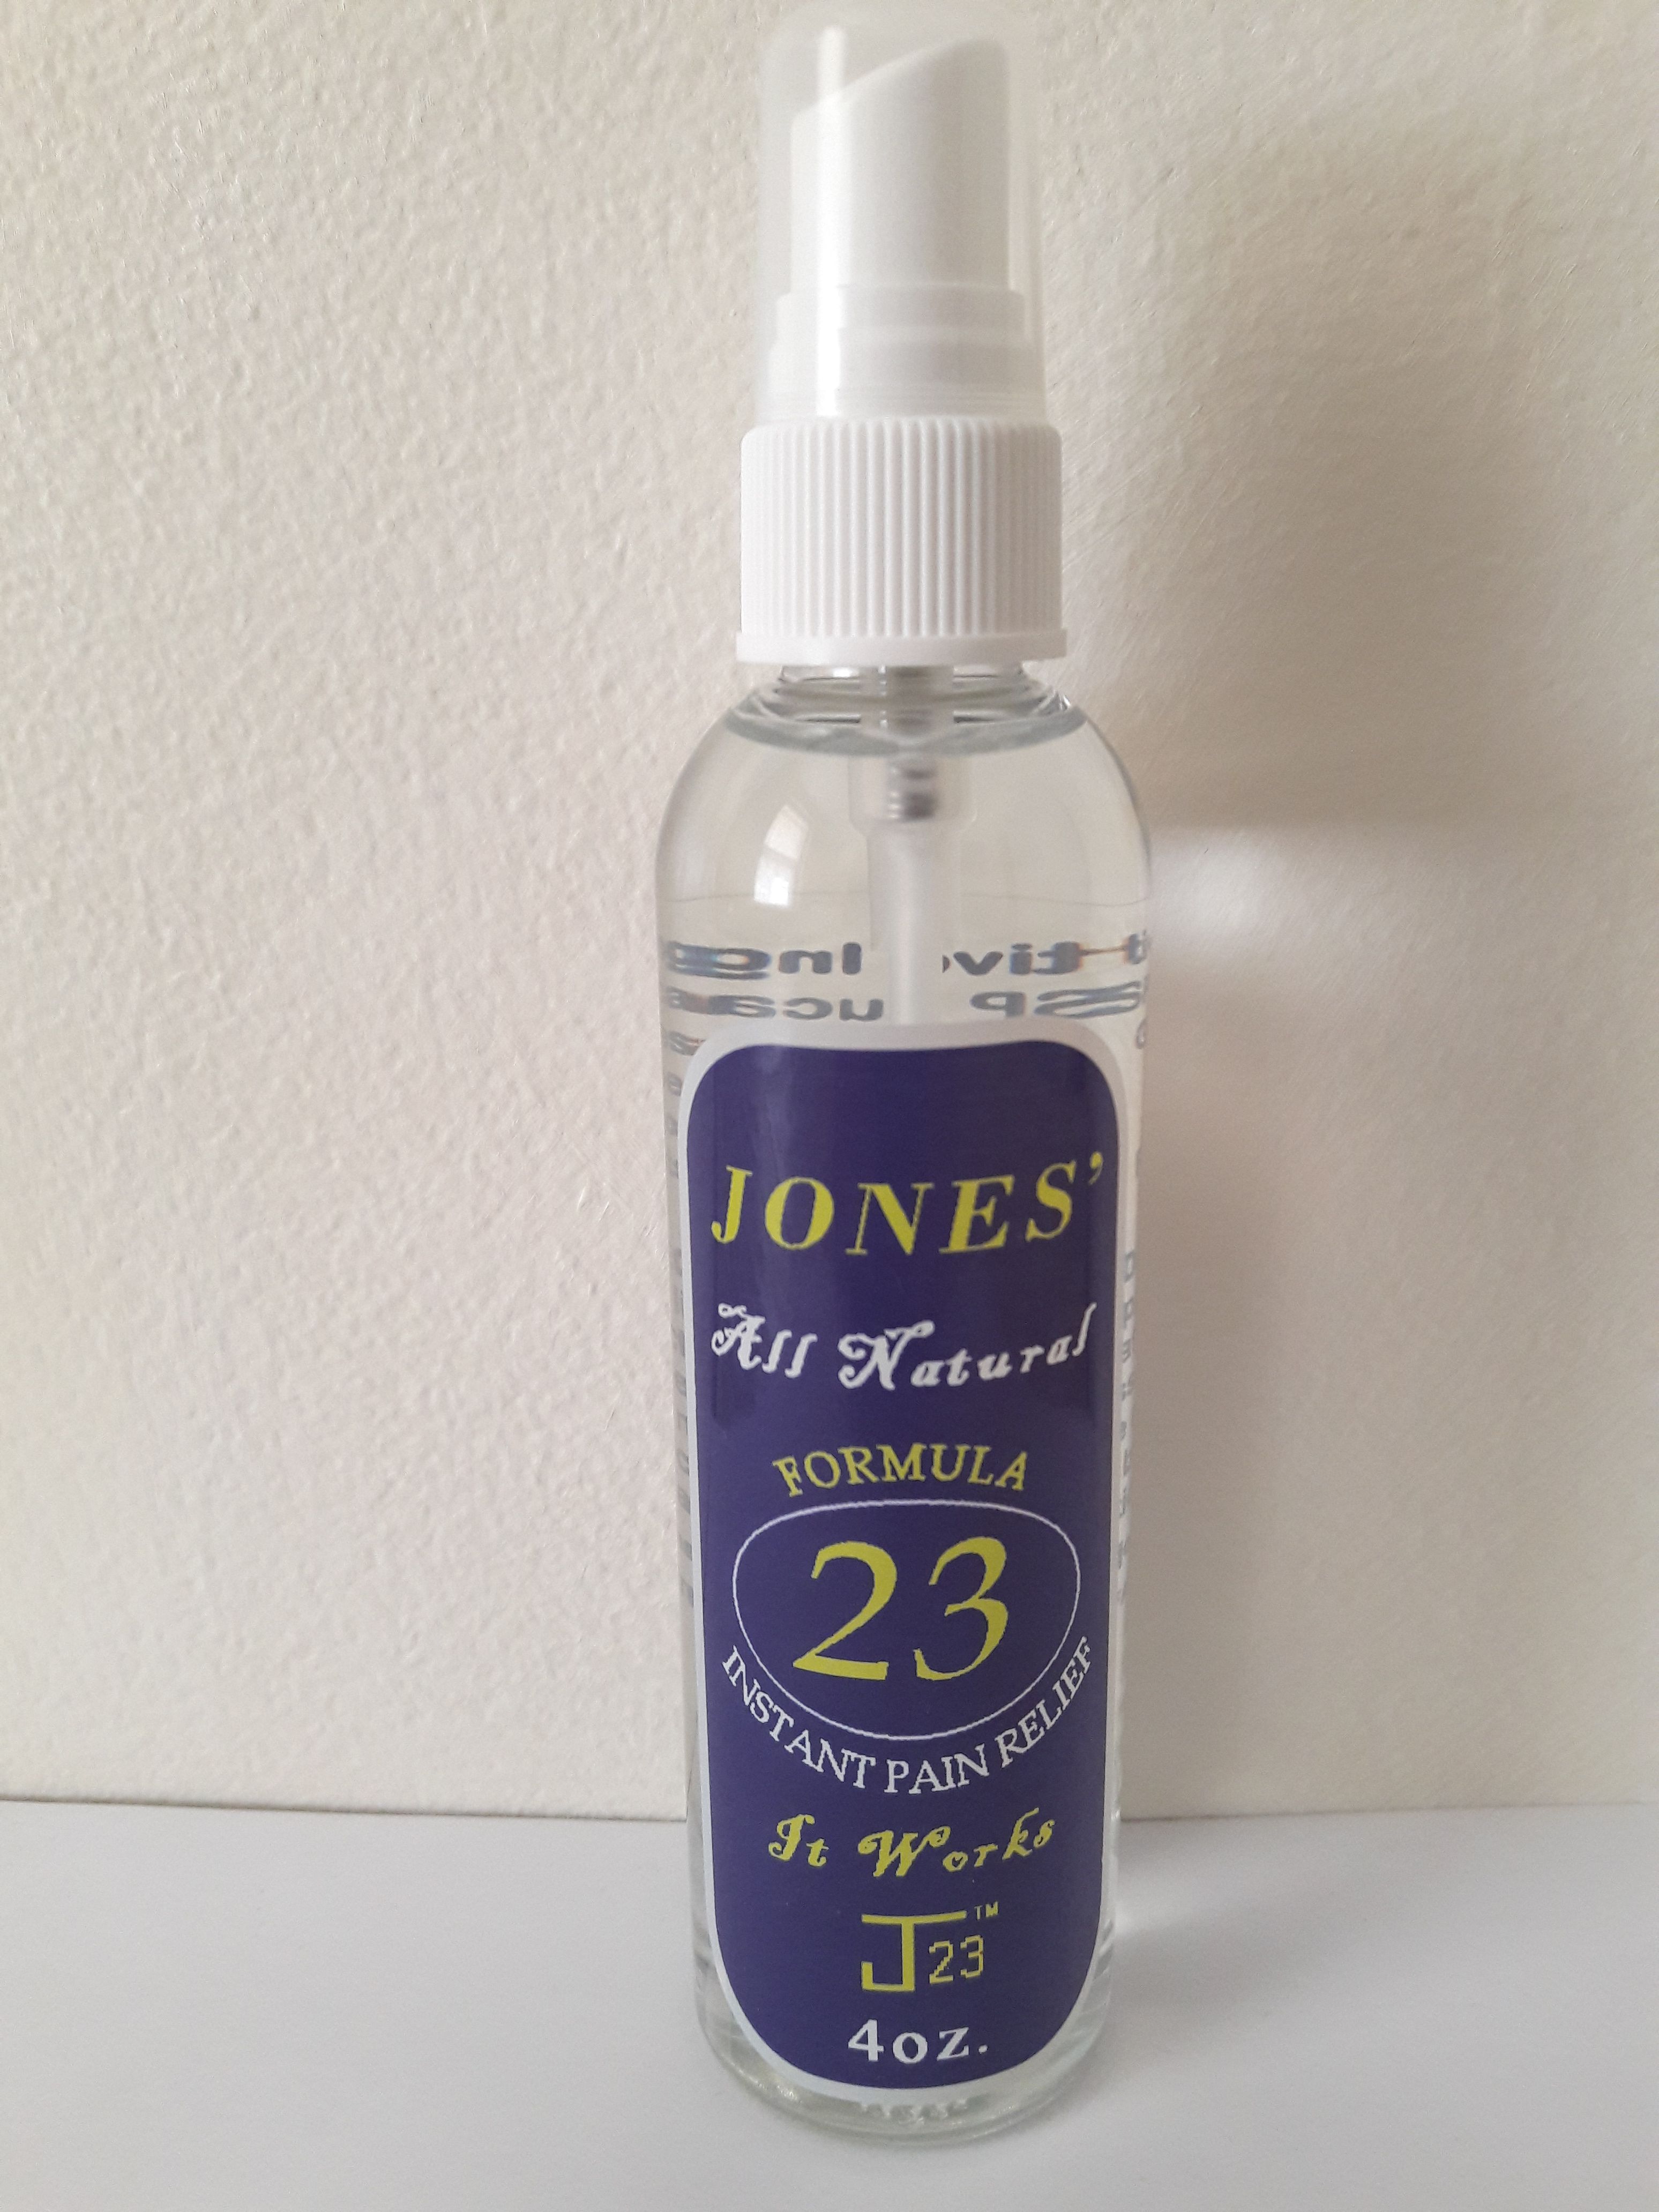 JONES'
All Natural
FORMULA
23
INSTANT PAIN RELIEF
It Works
J23™
4oz.